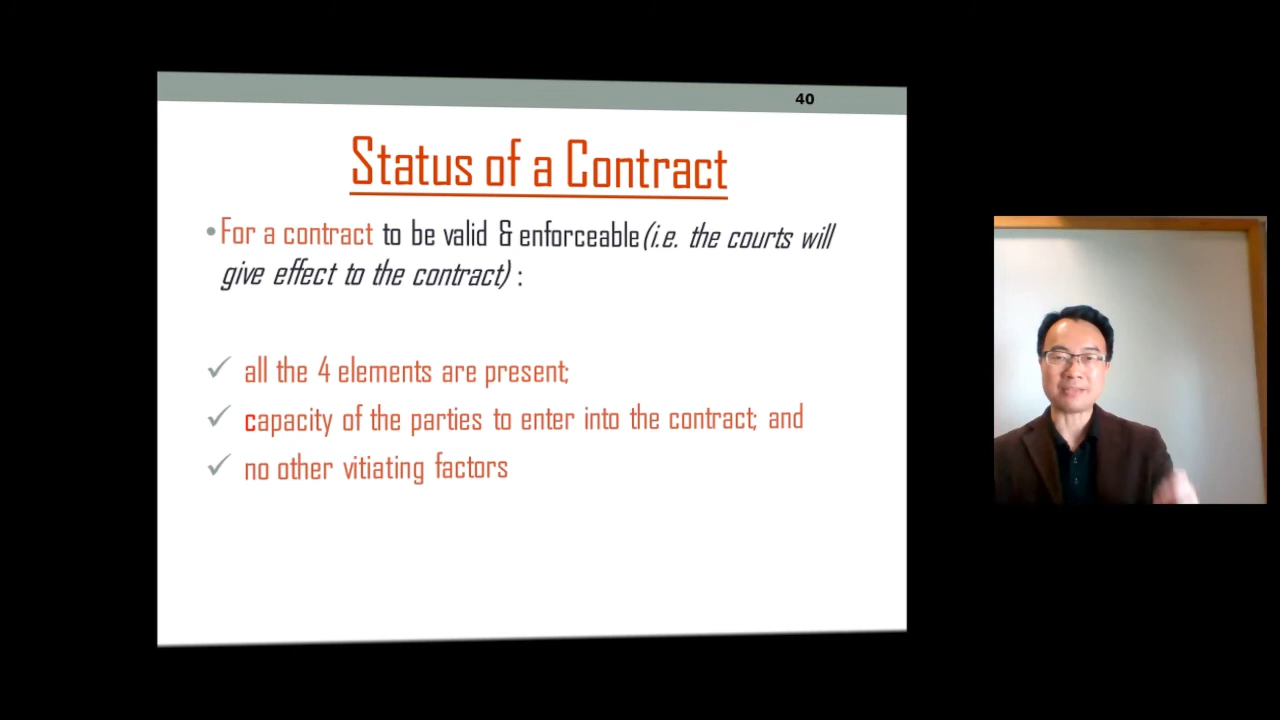 40
Status of a Contract
•For a contract to be valid & enforceable(i.e. the courts will
give effect to the contract) :
✓ all the 4 elements are present;
✓ capacity of the parties to enter into the contract; and
✓ no other vitiating factors